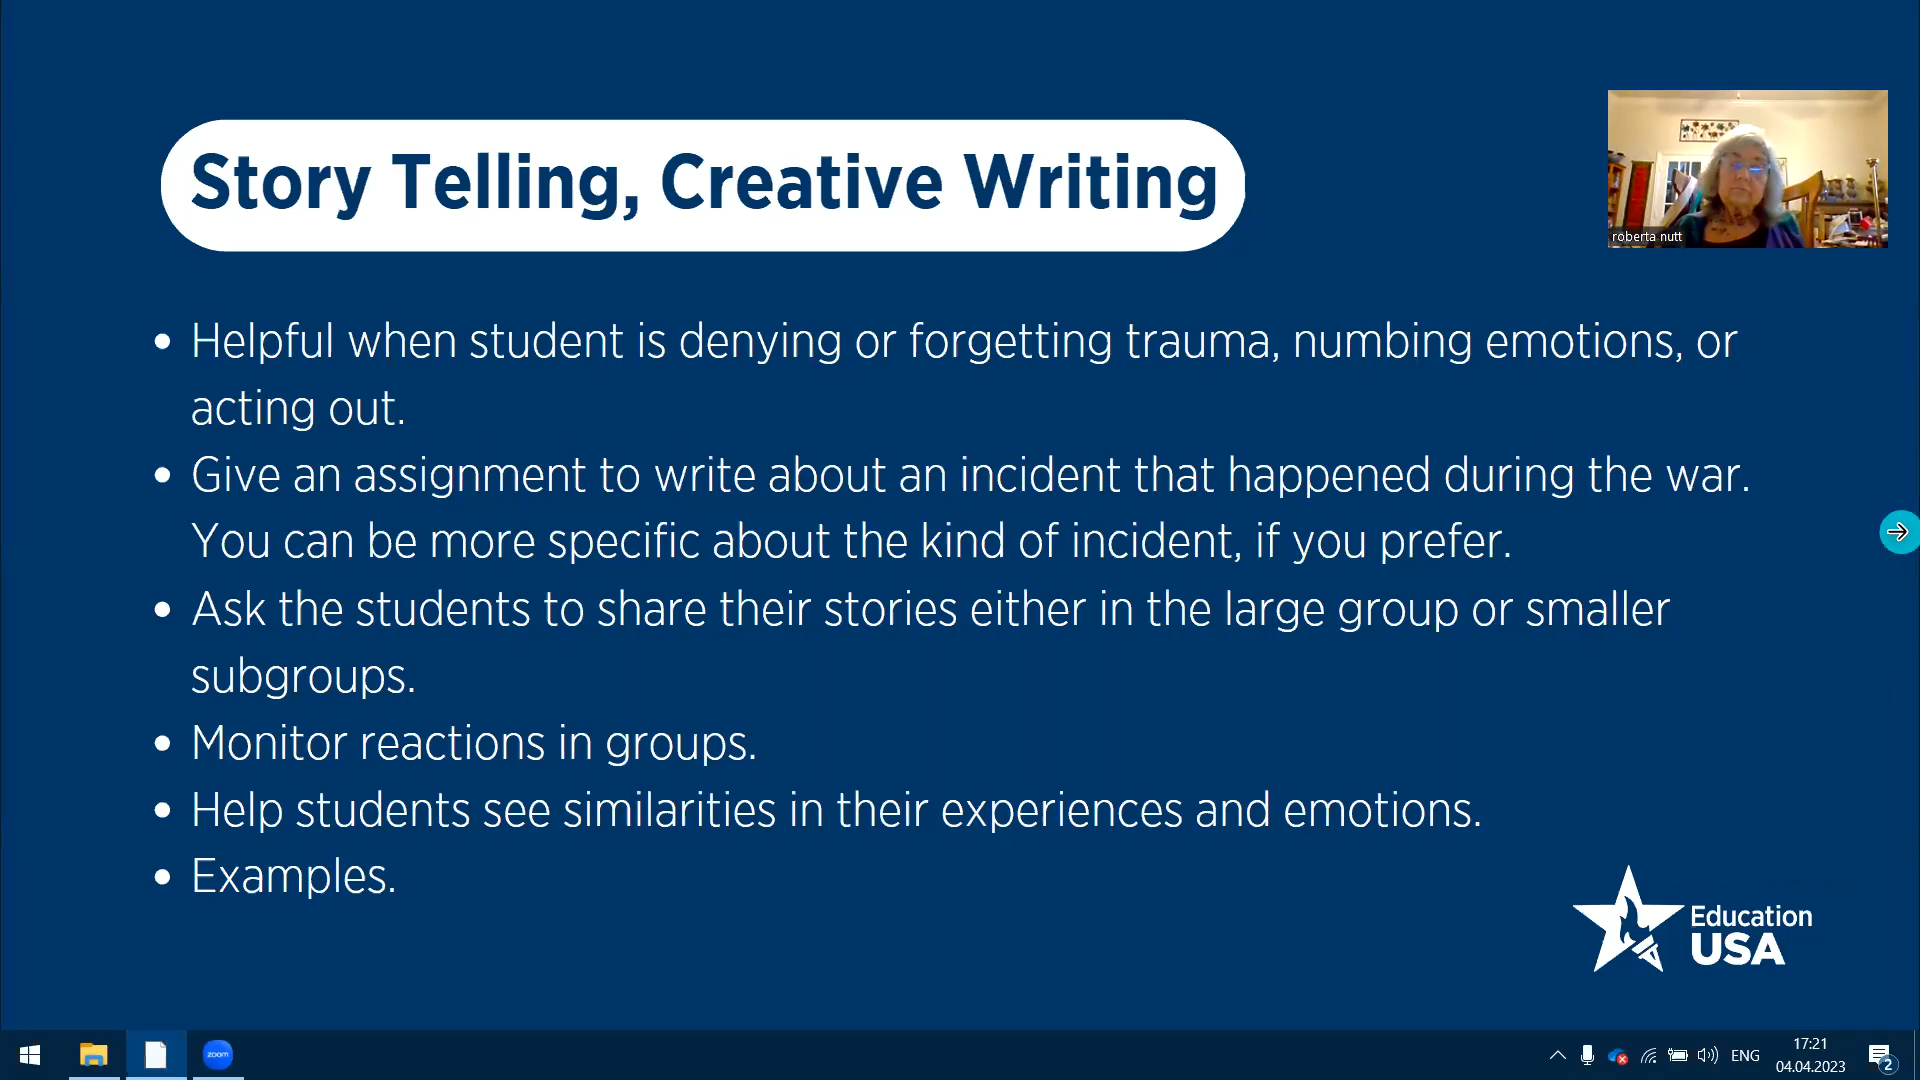 Story Telling, Creative Writing
roberta nutt
• Helpful when student is denying or forgetting trauma, numbing emotions, or
acting out.
• Give an assignment to write about an incident that happened during the war.
You can be more specific about the kind of incident, if you prefer.
• Ask the students to share their stories either in the large group or smaller
subgroups.
• Monitor reactions in groups.
• Help students see similarities in their experiences and emotions.
• Examples.
Education
USA
zoom
ENG
17:21
04.04.2023
2